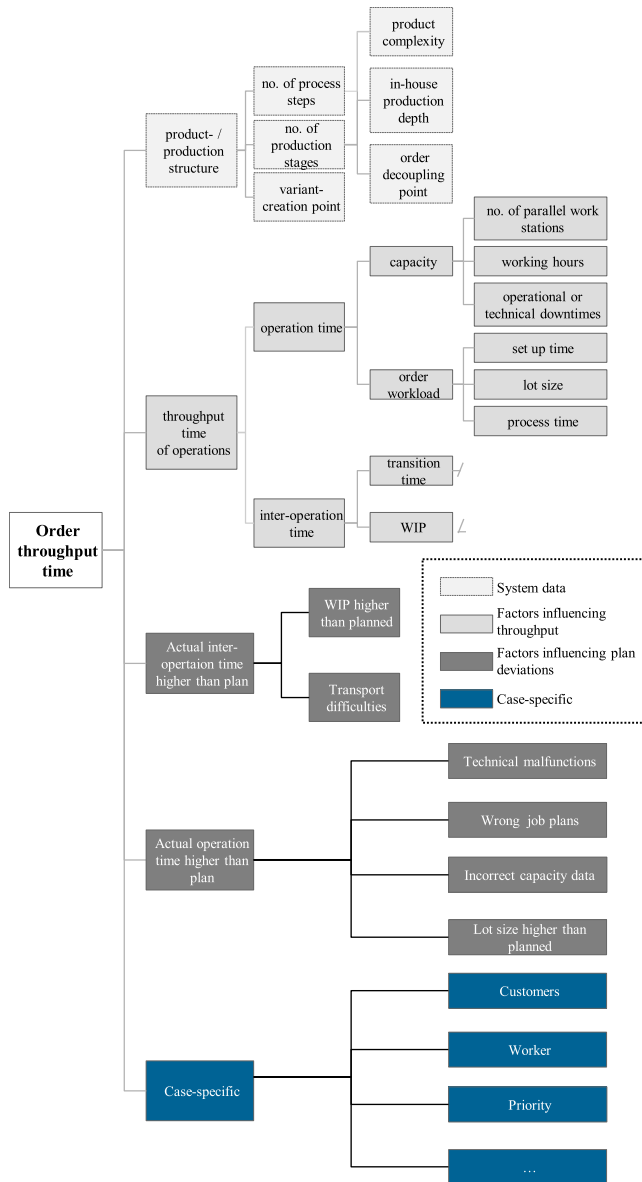 product
complexity
no. of process
steps
in-house
production
depth
product- /
production
structure
no. of
production
stages
order
decoupling
point
variant-
creation point
no. of parallel work
stations
capacity
working hours
operational or
technical downtimes
operation time
set up time
order
workload
lot size
throughput
time
of operations
process time
transition
time
inter-operation
time
WIP
Order
throughput
time
System data
Factors influencing
throughput
Factors influencing plan
deviations
Case-specific
WIP higher
than planned
Actual inter-
opertaion time
higher than plan
Transport
difficulties
Technical malfunctions
Wrong job plans
Actual operation
time higher than
plan
Incorrect capacity data
Lot size higher than
planned
Customers
Worker
Case-specific
Priority
…